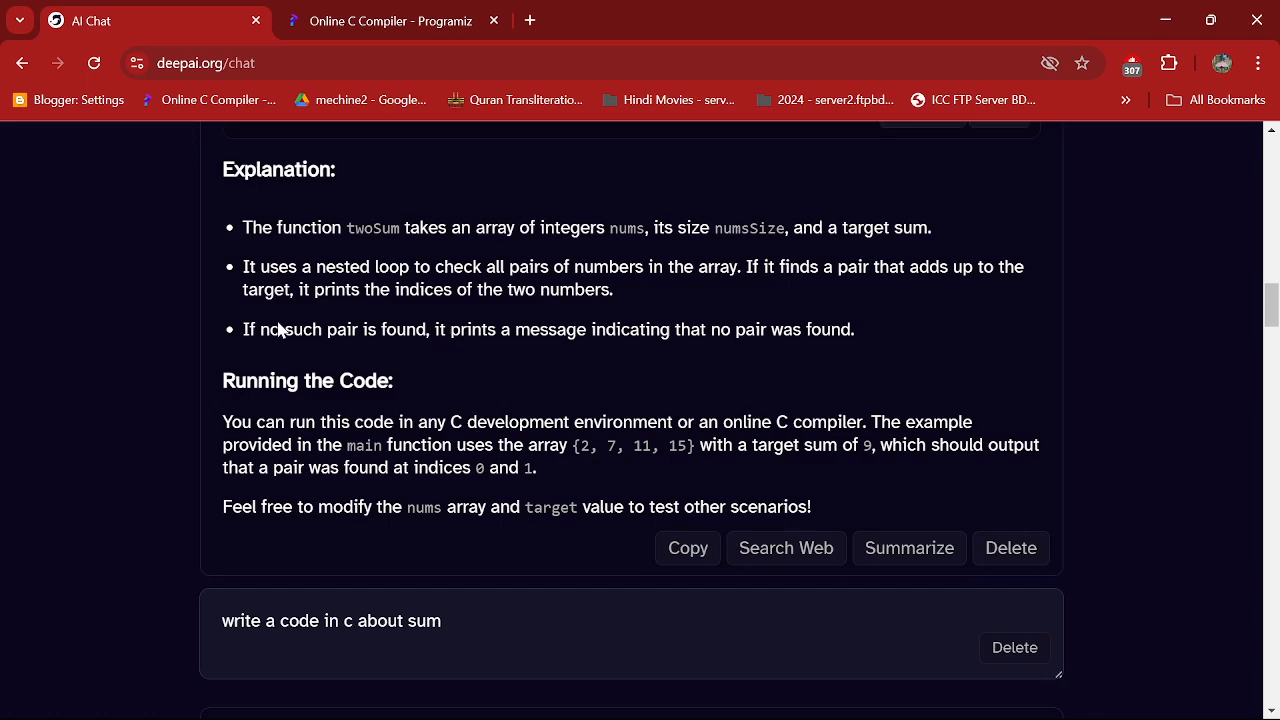 AI Chat
Online C Compiler - Programiz
deepai.org/chat
307
Blogger: Settings
Online C Compiler -...
mechine2 - Google...
Quran Transliteratio...
Hindi Movies - serv...
2024 - server2.ftpbd...
ICC FTP Server BD...
All Bookmarks
Explanation:
• The function twoSum takes an array of integers nums, its size numsSize, and a target sum.
• It uses a nested loop to check all pairs of numbers in the array. If it finds a pair that adds up to the
target, it prints the indices of the two numbers.
• If no such pair is found, it prints a message indicating that no pair was found.
Running the Code:
You can run this code in any C development environment or an online C compiler. The example
provided in the main function uses the array {2, 7, 11, 15} with a target sum of 9, which should output
that a pair was found at indices 0 and 1.
Feel free to modify the nums array and target value to test other scenarios!
Copy
Search Web
Summarize
Delete
write a code in c about sum
Delete